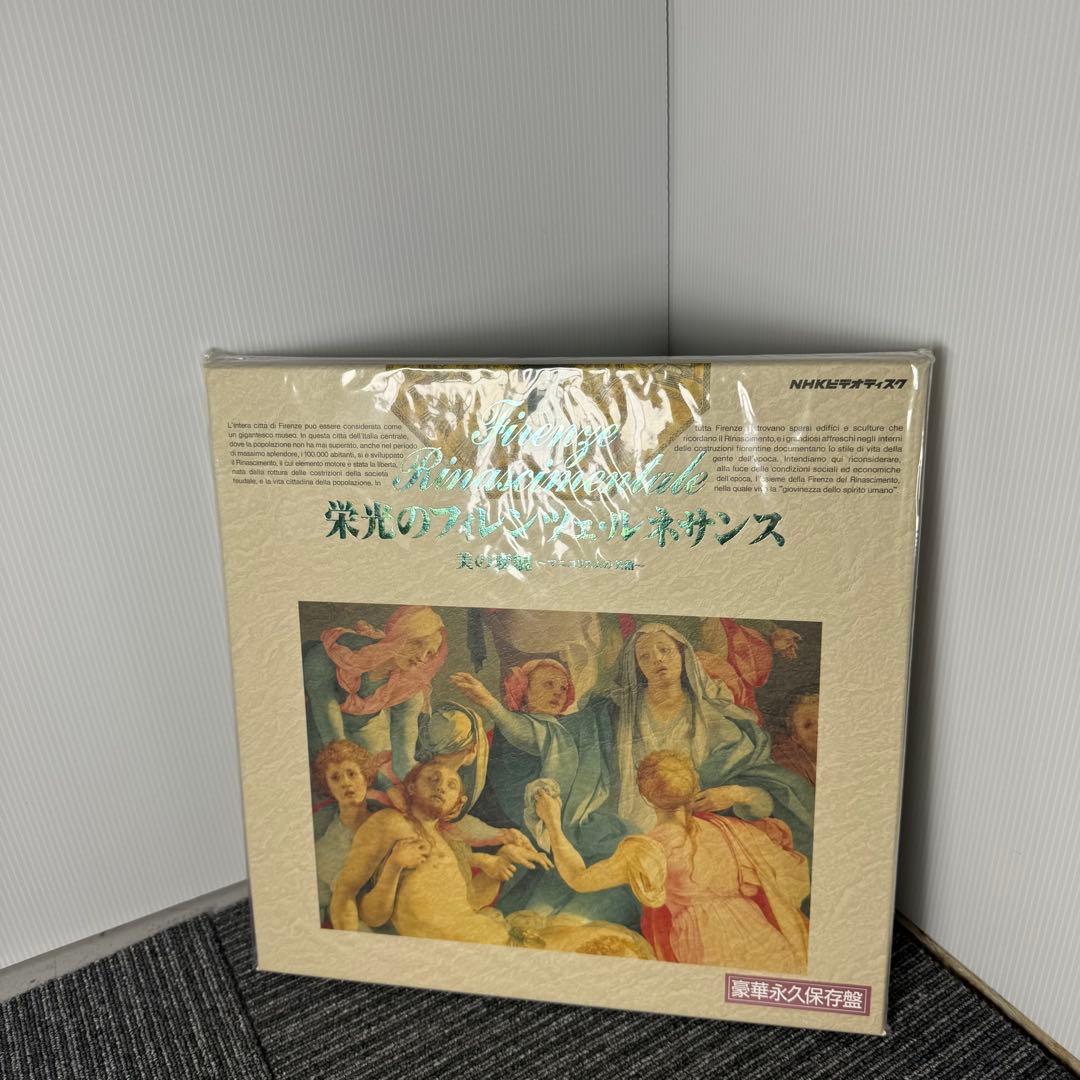 NHKビデオディスク
L'intera città di Firenze può essere considerata come
un gigantesco museo. In questa città dell'Italia centrale,
dove la popolazione non ha mai superato, anche nel periodo
di massimo splendore, i 100.000 abitanti, si è sviluppato
il Rinascimento, il cui elemento motore è stata la libertà,
nata dalla rottura delle costrizioni della società
feudale, e la vita cittadina della popolazione. In
tutta Firenze si trovano sparsi edifici e sculture che
ricordano il Rinascimento, e i grandiosi affreschi negli interni
delle costruzioni fiorentine documentano lo stile di vita della
gente dell'epoca. Intendiamo qui riconsiderare,
alla luce delle condizioni sociali ed economiche
dell'epoca, l'insieme della Firenze del Rinascimento,
nella quale visse la "giovinezza dello spirito umano"
Firenze
Rinascimentale
栄光のフィレンツェ・ルネサンス
美の
豪華永久保存盤